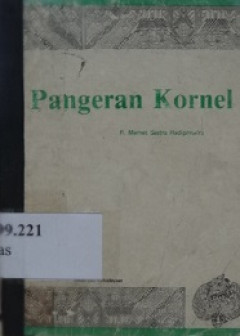 Pangeran Kornel
R. Memed Sastra Hadiprawira
99.221
as